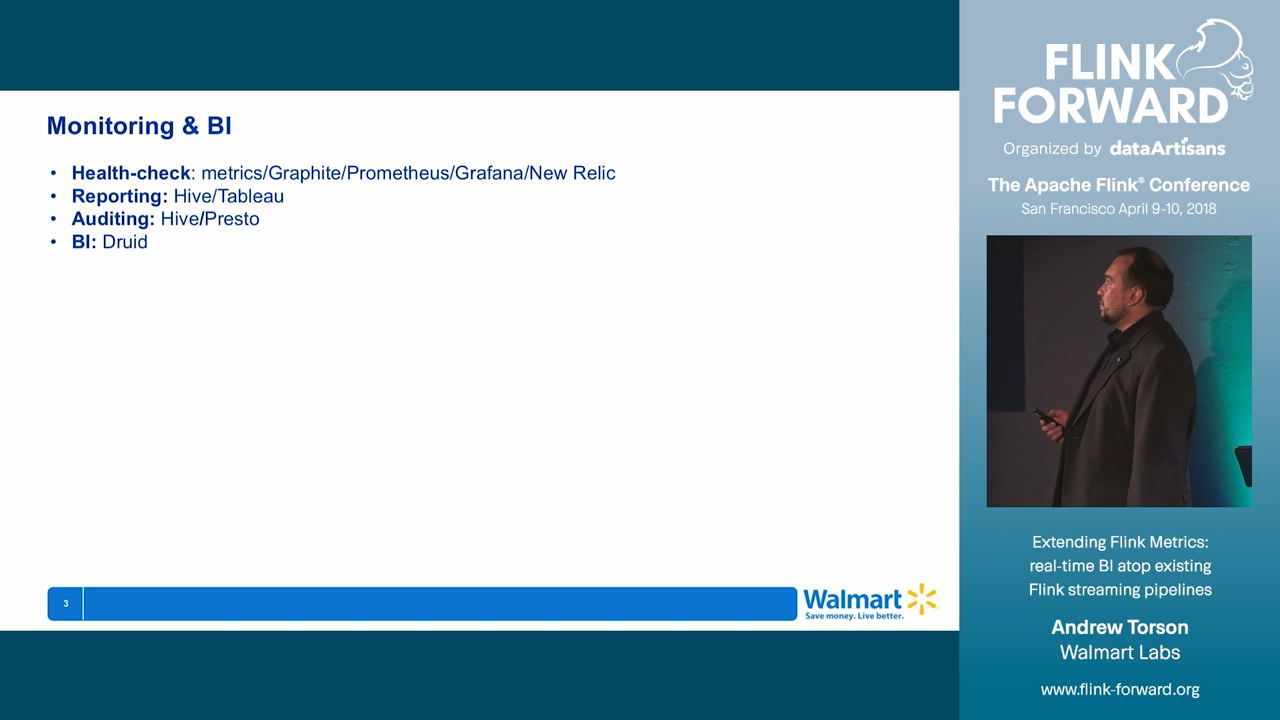 Monitoring & BI
• Health-check: metrics/Graphite/Prometheus/Grafana/New Relic
• Reporting: Hive/Tableau
• Auditing: Hive/Presto
• BI: Druid
3
Walmart
Save money. Live better.
FLINK
FORWARD
Organized by dataArtisans
The Apache Flink® Conference
San Francisco April 9-10, 2018
Extending Flink Metrics:
real-time BI atop existing
Flink streaming pipelines
Andrew Torson
Walmart Labs
www.flink-forward.org